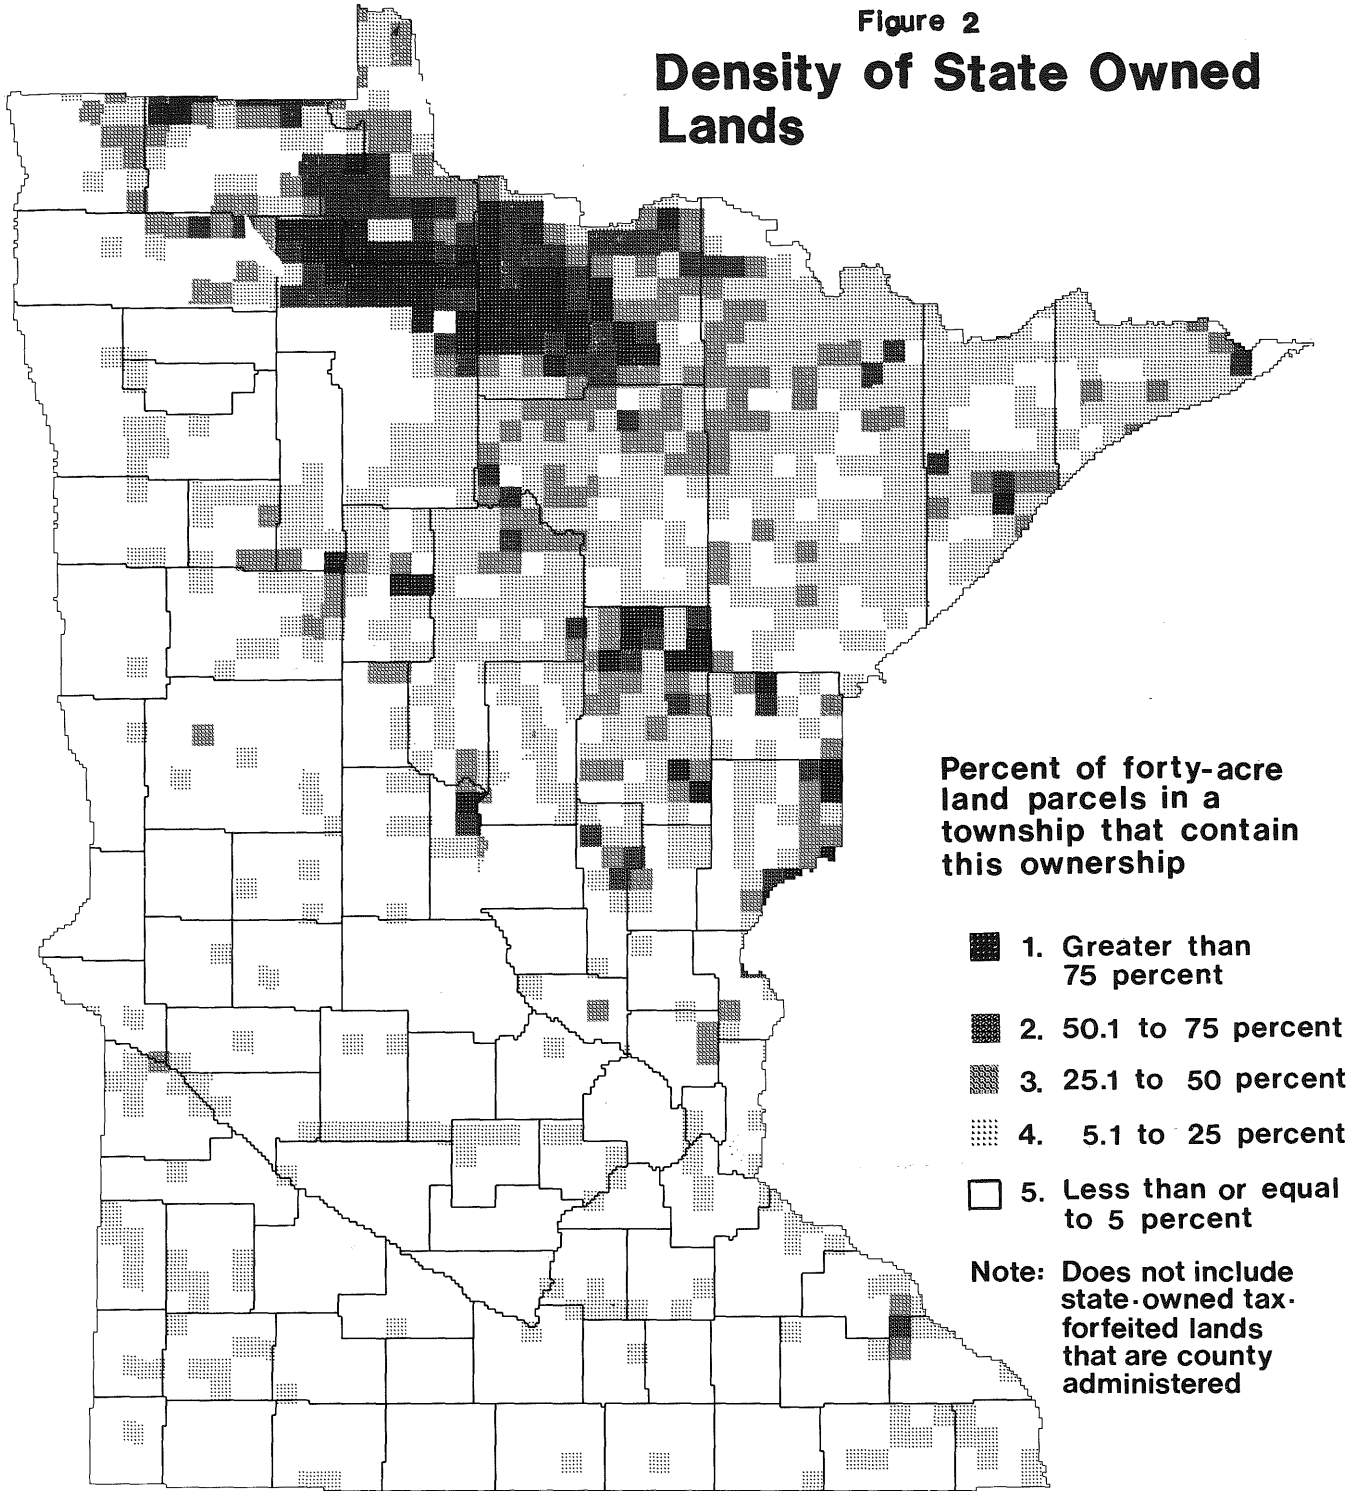 Figure 2
Density of State Owned
Lands
Percent of forty-acre
land parcels in a
township that contain
this ownership
1. Greater than
75 percent
2. 50.1 to 75 percent
3. 25.1 to 50 percent
4. 5.1 to 25 percent
5. Less than or equal
to 5 percent
Note: Does not include
state-owned tax-
forfeited lands
that are county
administered